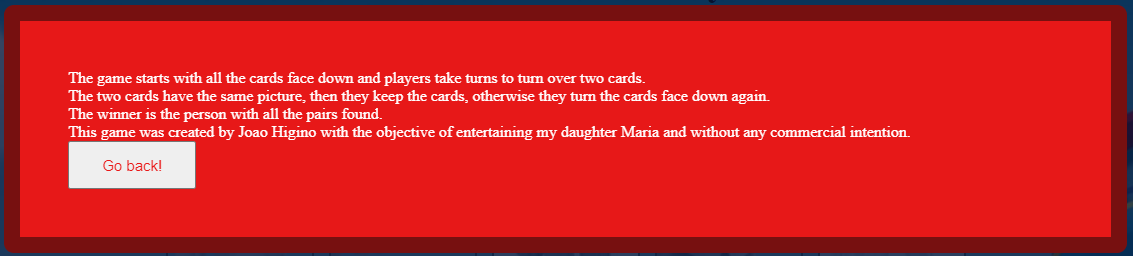 The game starts with all the cards face down and players take turns to turn over two cards.
The two cards have the same picture, then they keep the cards, otherwise they turn the cards face down again.
The winner is the person with all the pairs found.
This game was created by Joao Higino with the objective of entertaining my daughter Maria and without any commercial intention.
Go back!